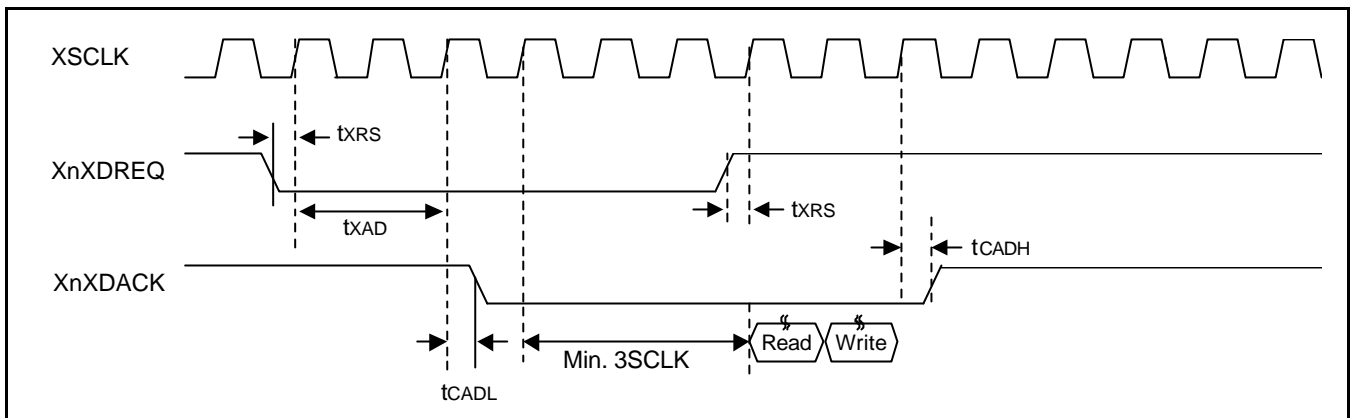 XSCLK
tXRS
XnXDREQ
tXAD
tXRS
tCADH
XnXDACK
Read Write
Min. 3SCLK
tCADL